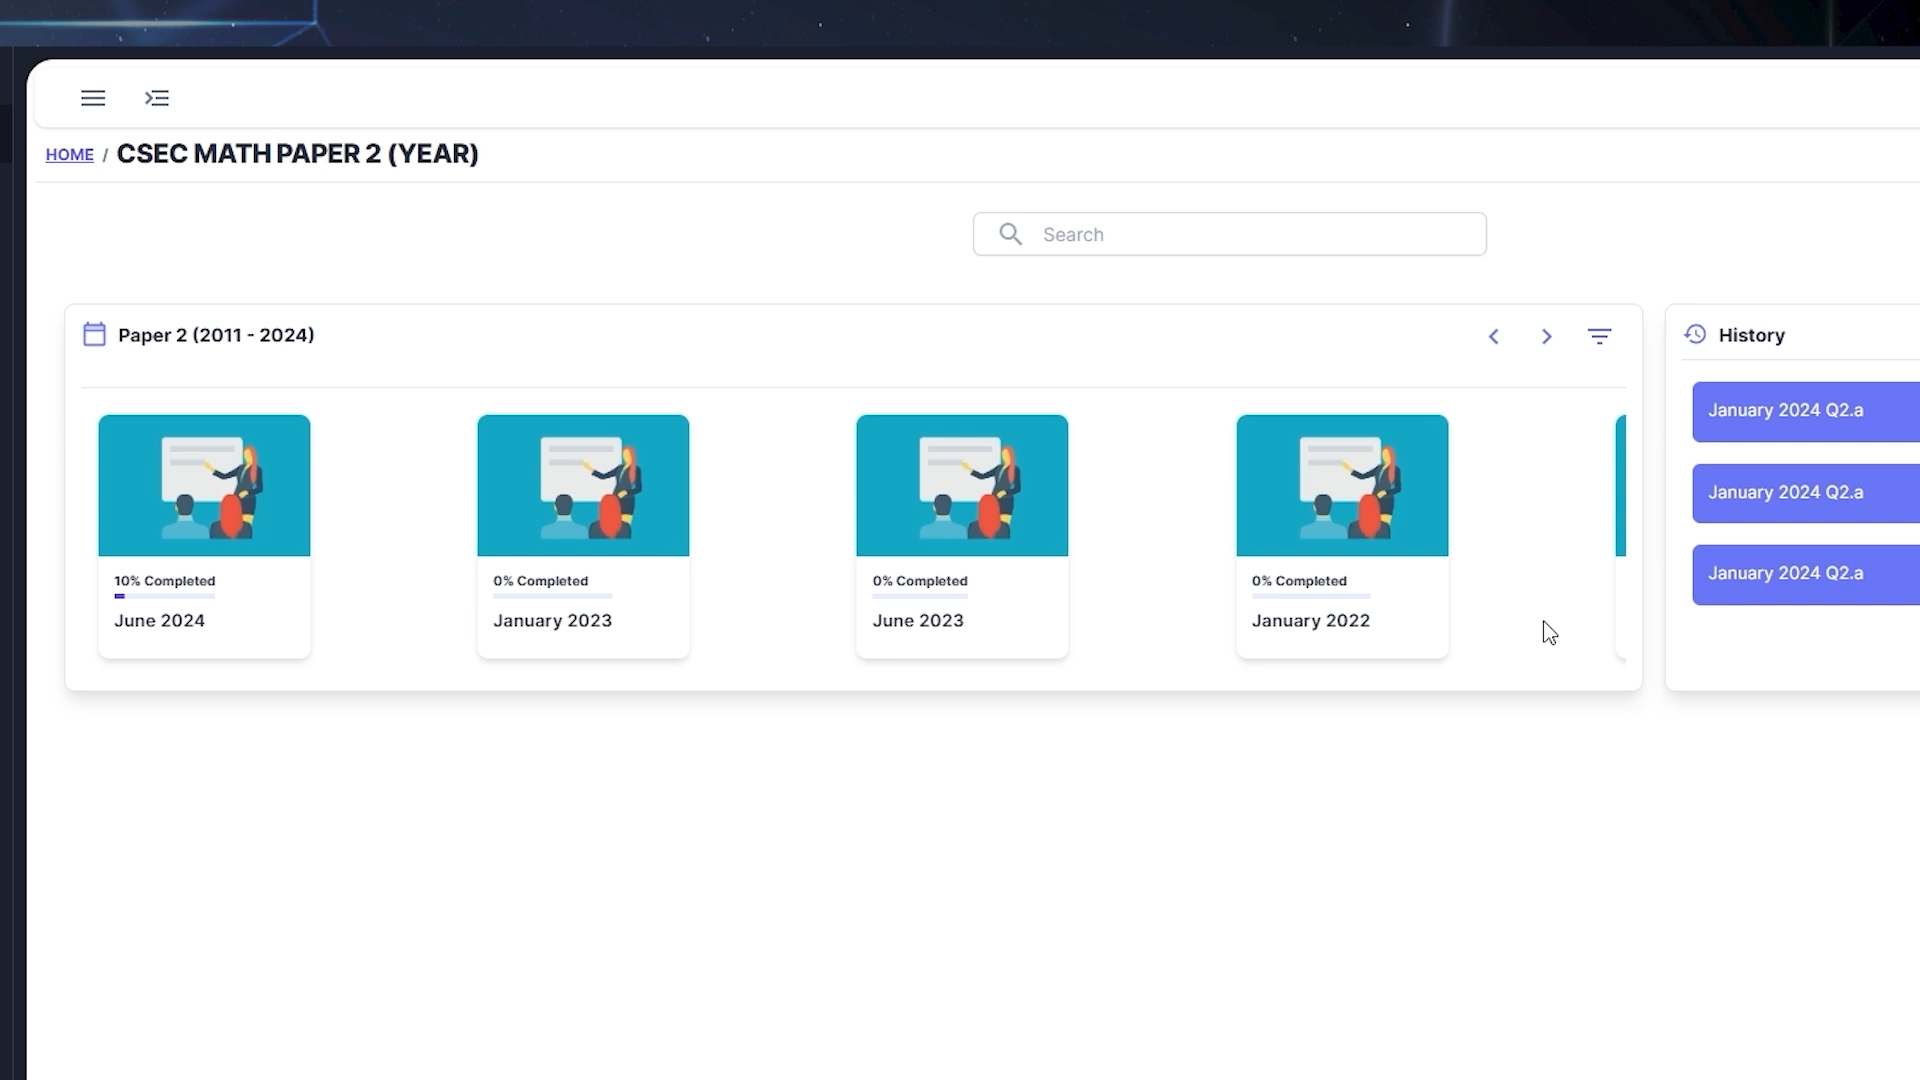 HOME / CSEC MATH PAPER 2 (YEAR)
Search
Paper 2 (2011 - 2024)
10% Completed
June 2024
0% Completed
January 2023
0% Completed
June 2023
0% Completed
January 2022
History
January 2024 Q2.a
January 2024 Q2.a
January 2024 Q2.a